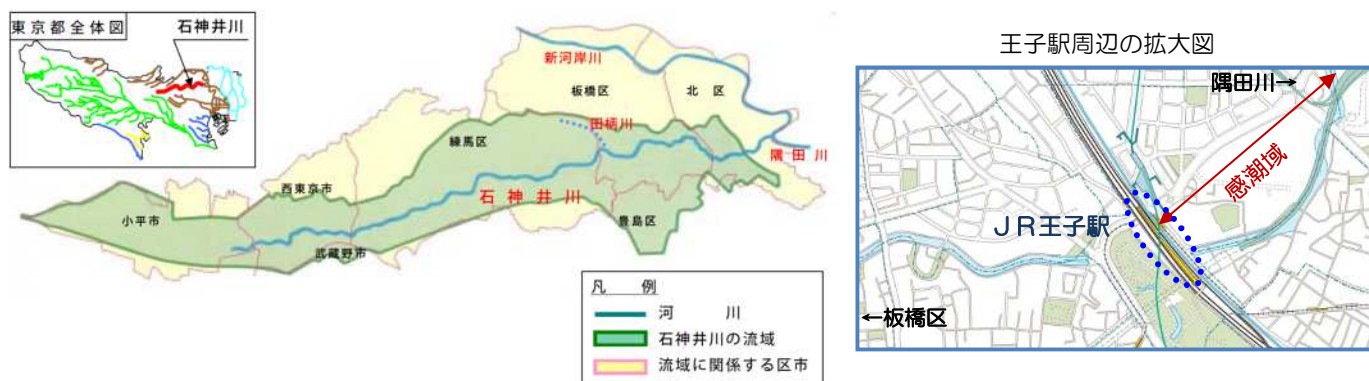 東京都全体図
石神井川
新河岸川
板橋区
北区
田柄川
練馬区
隅田川
西東京市
石神井川
小平市
豊島区
武蔵野市
凡 例
河 川
石神井川の流域
流域に関係する区市
王子駅周辺の拡大図
隅田川→
感潮域
JR王子駅
←板橋区